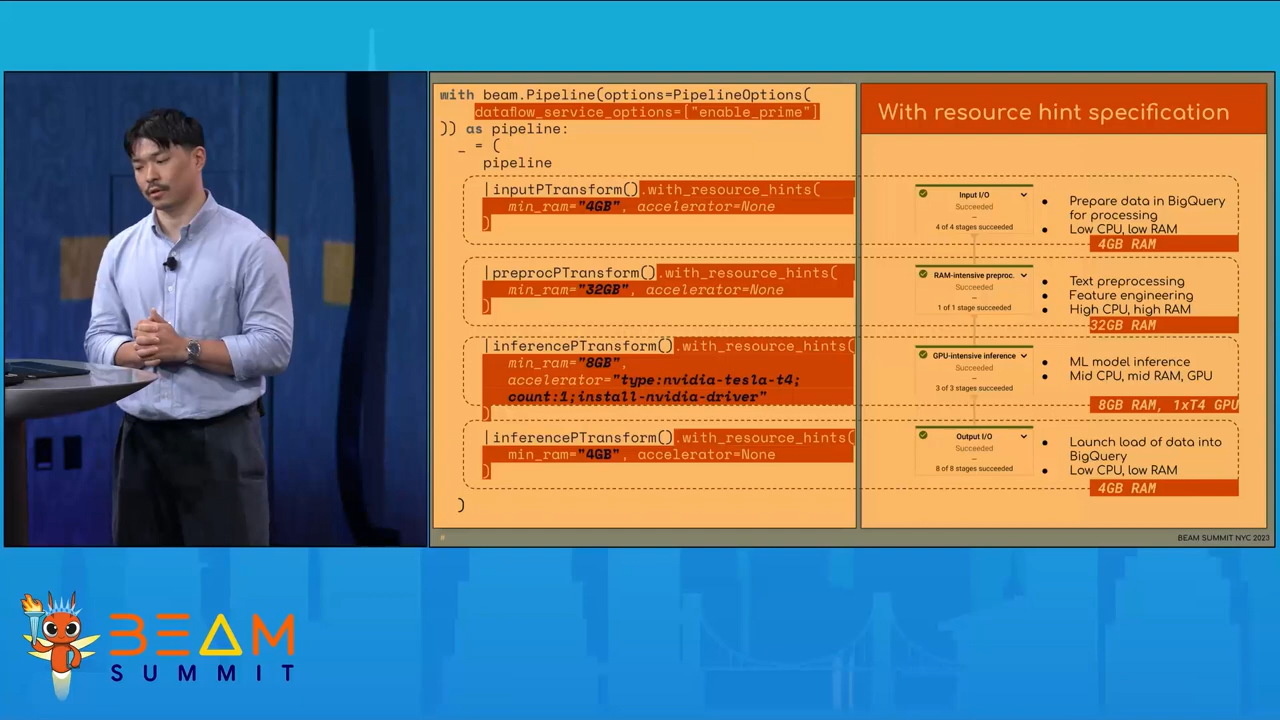 with beam.Pipeline(options=PipelineOptions(
dataflow_service_options=["enable_prime"]
)) as pipeline:
_ = (
pipeline
|inputPTransform().with_resource_hints(
min_ram="4GB", accelerator=None
)
|preprocPTransform().with_resource_hints(
min_ram="32GB", accelerator=None
)
|inferencePTransform().with_resource_hints(
min_ram="8GB",
accelerator="type:nvidia-tesla-t4;
count:1;install-nvidia-driver"
)
|inferencePTransform().with_resource_hints(
min_ram="4GB", accelerator=None
)
)
With resource hint specification
Input I/O
Succeeded
–
4 of 4 stages succeeded
Prepare data in BigQuery
for processing
Low CPU, low RAM
4GB RAM
RAM-intensive preproc.
Succeeded
–
1 of 1 stage succeeded
Text preprocessing
Feature engineering
High CPU, high RAM
32GB RAM
GPU-intensive inference
Succeeded
–
3 of 3 stages succeeded
ML model inference
Mid CPU, mid RAM, GPU
8GB RAM, 1xT4 GPU
Output I/O
Succeeded
–
8 of 8 stages succeeded
Launch load of data into
BigQuery
Low CPU, low RAM
4GB RAM
BEAM SUMMIT NYC 2023
BEAM
SUMMIT